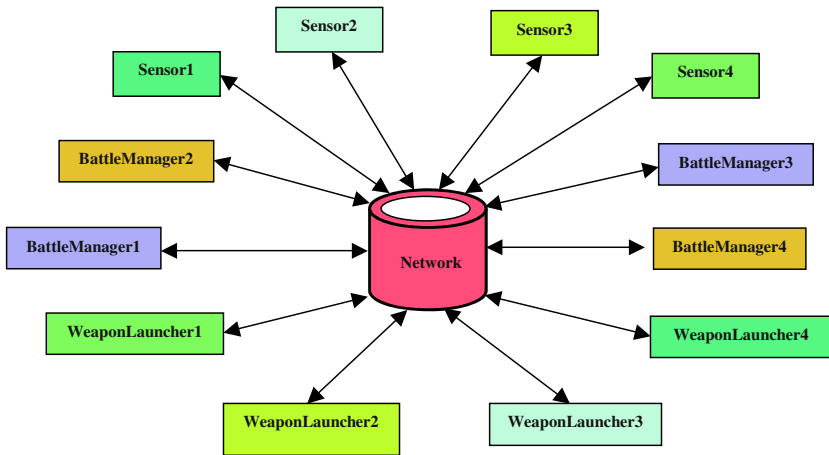 Sensor2
Sensor3
Sensor1
Sensor4
BattleManager2
BattleManager3
BattleManager1
Network
BattleManager4
WeaponLauncher1
WeaponLauncher4
WeaponLauncher2
WeaponLauncher3